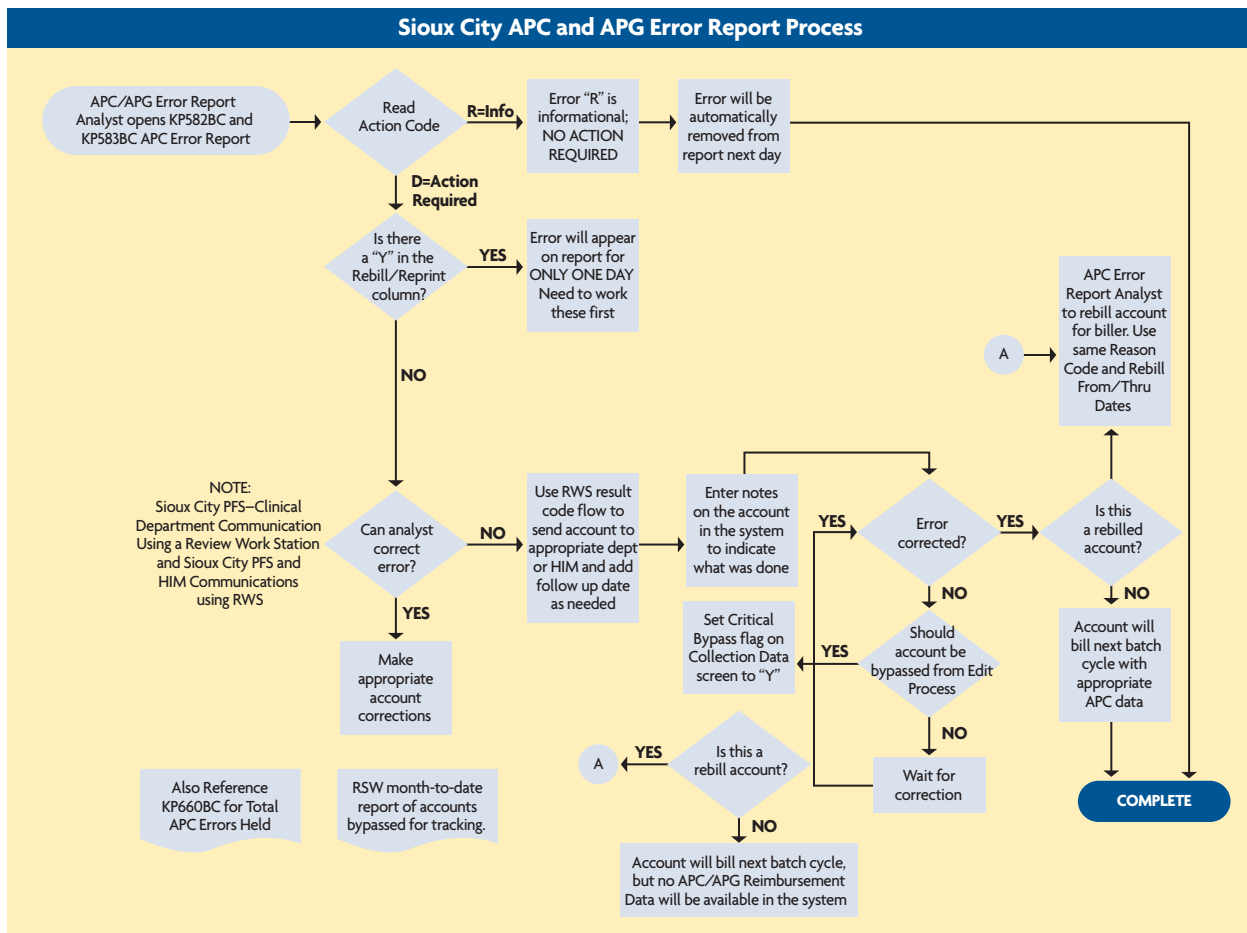 Sioux City APC and APG Error Report Process
APC/APG Error Report
Analyst opens KP582BC and
KP583BC APC Error Report
Read
Action Code
R=Info
Error “R” is
informational;
NO ACTION
REQUIRED
Error will be
automatically
removed from
report next day
D=Action
Required
Is there
a “Y” in the
Rebill/Reprint
column?
YES
Error will appear
on report for
ONLY ONE DAY
Need to work
these first
NO
APC Error
Report Analyst
to rebill account
for biller. Use
same Reason
Code and Rebill
From/Thru
Dates
A
NOTE:
Sioux City PFS–Clinical
Department Communication
Using a Review Work Station
and Sioux City PFS and
HIM Communications
using RWS
Can analyst
correct
error?
NO
Use RWS result
code flow to
send account to
appropriate dept
or HIM and add
follow up date
as needed
Enter notes
on the account
in the system
to indicate
what was done
YES
Error
corrected?
YES
Is this
a rebilled
account?
YES
Make
appropriate
account
corrections
NO
NO
Set Critical
Bypass flag on
Collection Data
screen to “Y”
YES
Should
account be
bypassed from Edit
Process
Account will
bill next batch
cycle with
appropriate
APC data
NO
A
YES
Is this a
rebill account?
Wait for
correction
COMPLETE
Also Reference
KP660BC for Total
APC Errors Held
RSW month-to-date
report of accounts
bypassed for tracking.
NO
Account will bill next batch cycle,
but no APC/APG Reimbursement
Data will be available in the system